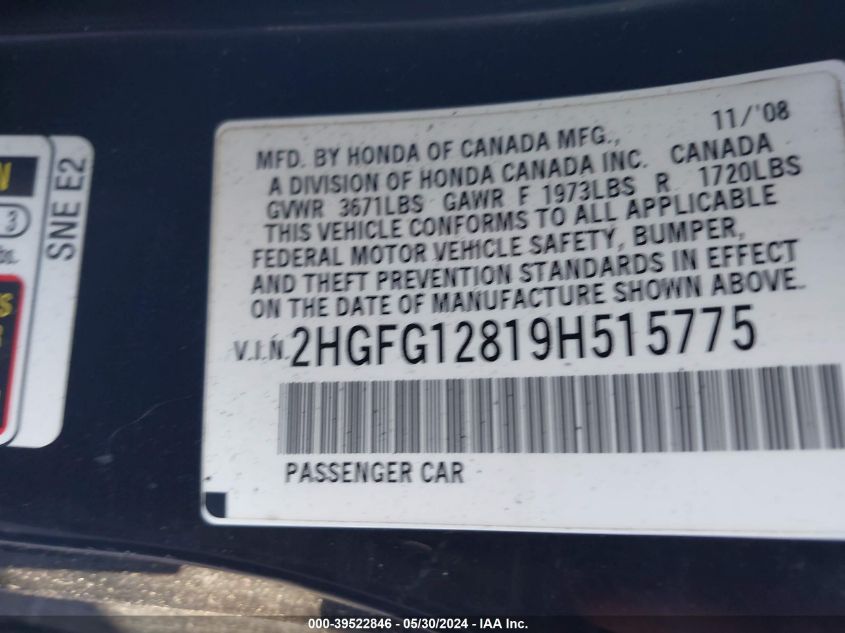 11/'08
MFD. BY HONDA OF CANADA MFG.,
A DIVISION OF HONDA CANADA INC. CANADA
GVWR 3671LBS GAWR F 1973LBS R 1720LBS
THIS VEHICLE CONFORMS TO ALL APPLICABLE
FEDERAL MOTOR VEHICLE SAFETY, BUMPER,
AND THEFT PREVENTION STANDARDS IN EFFECT
ON THE DATE OF MANUFACTURE SHOWN ABOVE.
V.I.N. 2HGFG12819H515775
PASSENGER CAR
SNE E2
N
3
bs.
S
R
000-39522846 - 05/30/2024 - IAA Inc.